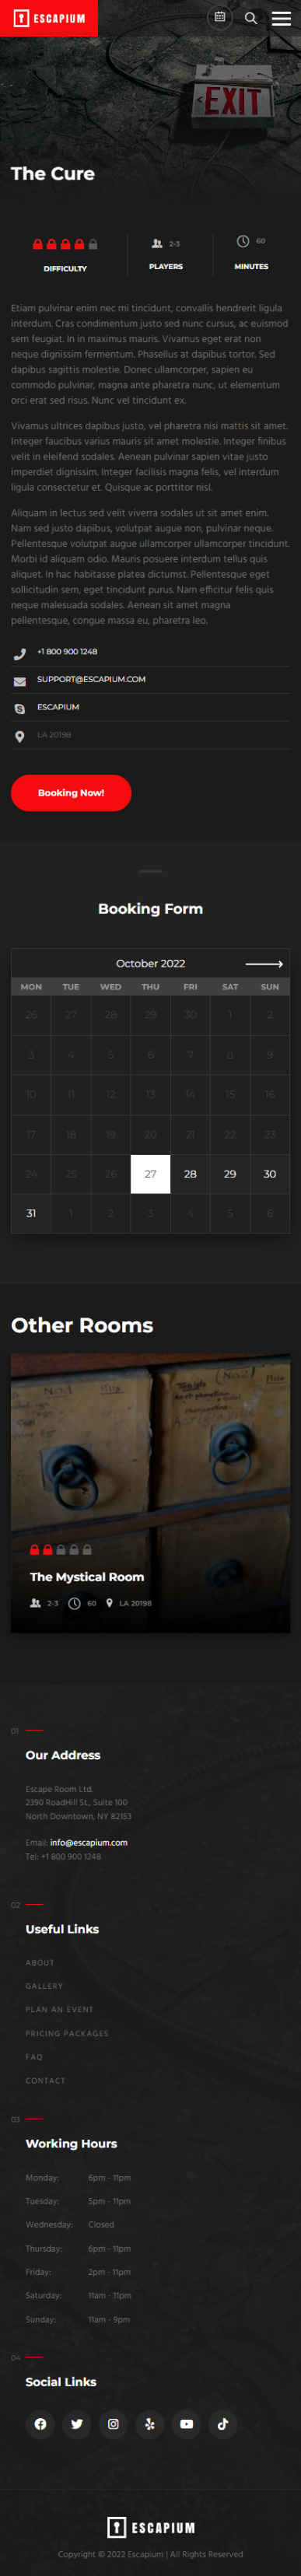 ESCAPIUM
EXIT
The Cure
2-3
60
DIFFICULTY
PLAYERS
MINUTES
Etiam pulvinar enim nec mi tincidunt, convallis hendrerit ligula
interdum. Cras condimentum justo sed nunc cursus, ac euismod
sem feugiat. In in maximus mauris. Vivamus eget erat non
neque dignissim fermentum. Phasellus at dapibus tortor. Sed
dapibus sagittis molestie. Donec ullamcorper, sapien eu
commodo pulvinar, magna ante pharetra nunc, ut elementum
orci erat sed risus. Nunc vel tincidunt ex.
Vivamus ultrices dapibus justo, vel pharetra nisi mattis sit amet.
Integer faucibus varius mauris sit amet molestie. Integer finibus
velit in eleifend sodales. Aenean pulvinar sapien vitae justo
imperdiet dignissim. Integer facilisis magna felis, vel interdum
ligula consectetur et. Quisque ac porttitor nisl.
Aliquam in lectus sed velit viverra sodales ut sit amet enim.
Nam sed justo dapibus, volutpat augue non, pulvinar neque.
Pellentesque volutpat augue ullamcorper ullamcorper tincidunt.
Morbi id aliquam odio. Mauris posuere interdum tellus quis
aliquet. In hac habitasse platea dictumst. Pellentesque eget
sollicitudin sem, eget tincidunt purus. Nam efficitur felis quis
neque malesuada sodales. Aenean sit amet magna
pellentesque, congue massa eu, pharetra leo.
+1 800 900 1248
SUPPORT@ESCAPIUM.COM
ESCAPIUM
LA 20198
Booking Now!
Booking Form
October 2022
MON TUE WED THU FRI SAT SUN
26 27 28 29 30 1 2
3 4 5 6 7 8 9
10 11 12 13 14 15 16
17 18 19 20 21 22 23
24 25 26 27 28 29 30
31 1 2 3 4 5 6
Other Rooms
The Mystical Room
2-3 60 LA 20198
01
Our Address
Escape Room Ltd.
2390 RoadHill St., Suite 100
North Downtown, NY 82153
Email: info@escapium.com
Tel: +1 800 900 1248
02
Useful Links
ABOUT
GALLERY
PLAN AN EVENT
PRICING PACKAGES
FAQ
CONTACT
03
Working Hours
Monday: 6pm - 11pm
Tuesday: 5pm - 11pm
Wednesday: Closed
Thursday: 6pm - 11pm
Friday: 2pm - 11pm
Saturday: 11am - 11pm
Sunday: 11am - 9pm
04
Social Links
ESCAPIUM
Copyright © 2022 Escapium | All Rights Reserved